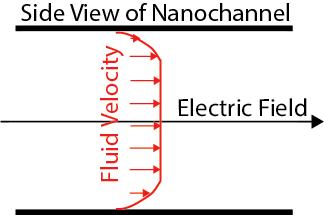 Side View of Nanochannel
Fluid Velocity
Electric Field